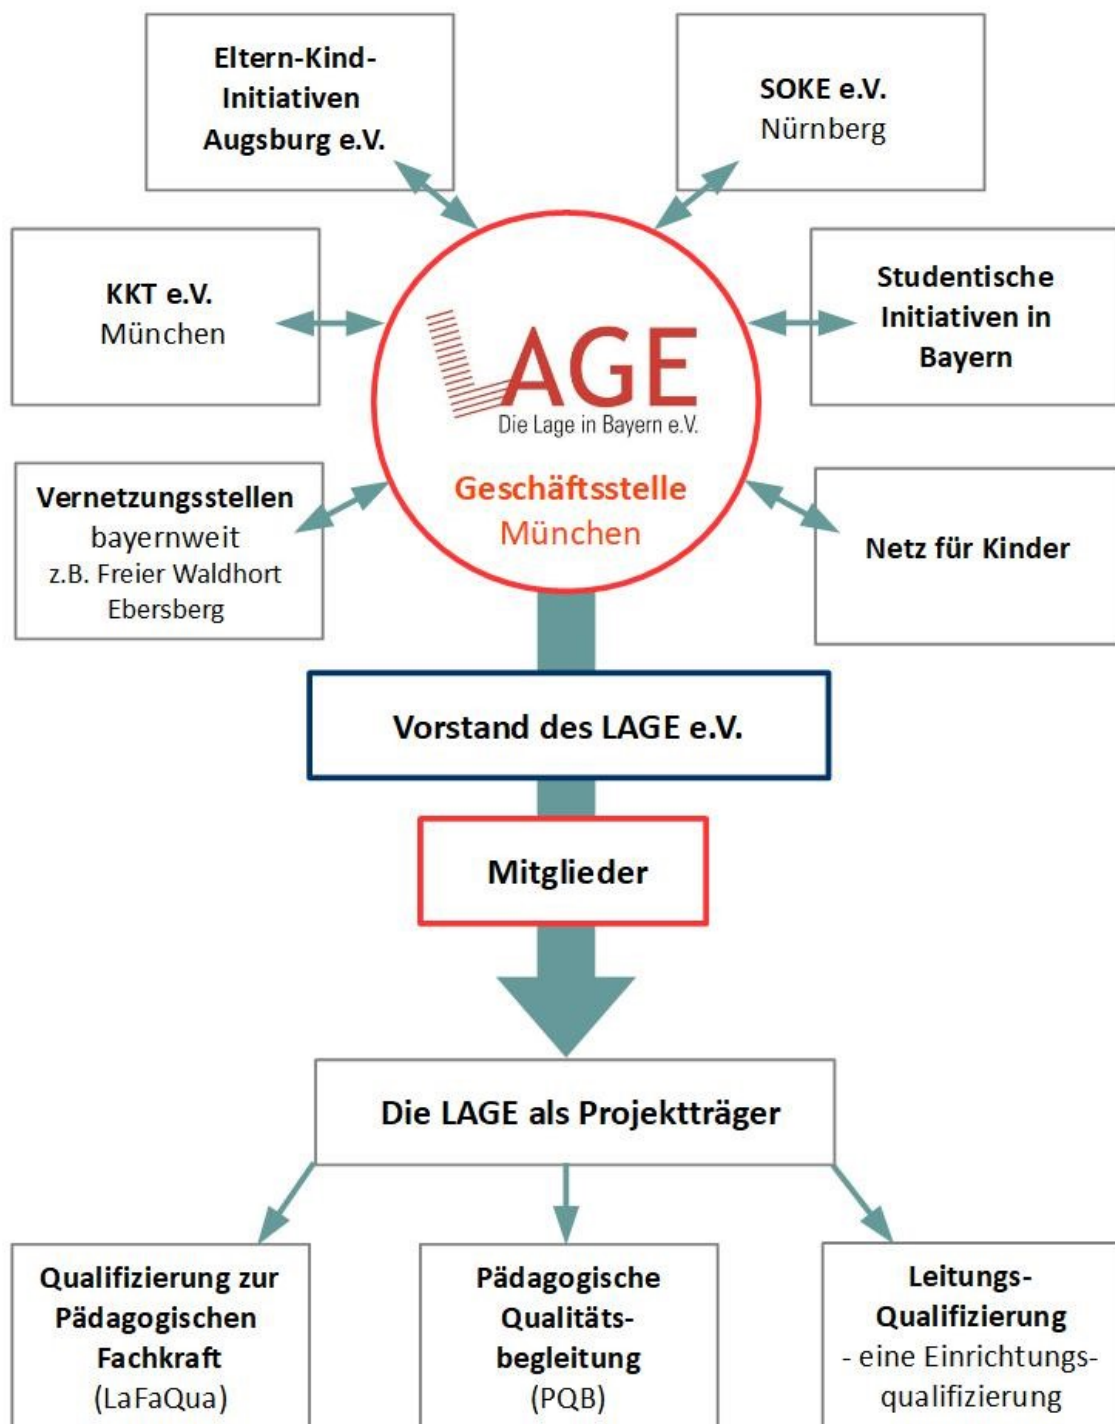 Eltern-Kind-
Initiativen
Augsburg e.V.
SOKE e.V.
Nürnberg
KKT e.V.
München
LAGE
Die Lage in Bayern e.V.
Geschäftsstelle
München
Studentische
Initiativen in
Bayern
Vernetzungsstellen
bayernweit
z.B. Freier Waldhort
Ebersberg
Netz für Kinder
Vorstand des LAGE e.V.
Mitglieder
Die LAGE als Projektträger
Qualifizierung zur
Pädagogischen
Fachkraft
(LaFaQua)
Pädagogische
Qualitäts-
begleitung
(PQB)
Leitungs-
Qualifizierung
- eine Einrichtungs-
qualifizierung